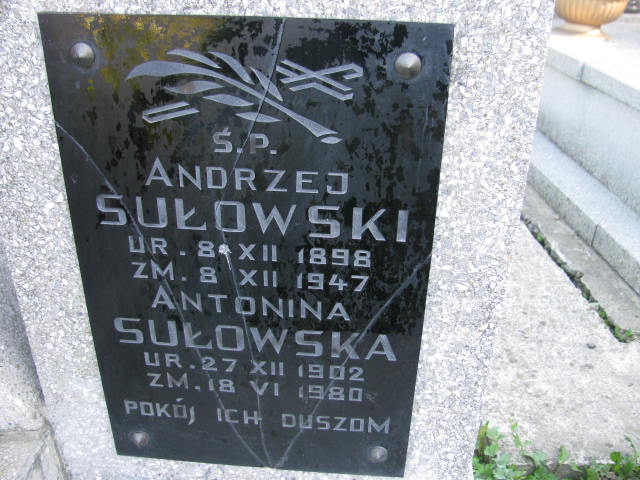 Ś.P.
ANDRZEJ
SUŁOWSKI
UR. 8 XII 1898
ZM. 8 XII 1947
ANTONINA
SUŁOWSKA
UR. 27 XII 1902
ZM. 18 VI 1980
POKÓJ ICH DUSZOM